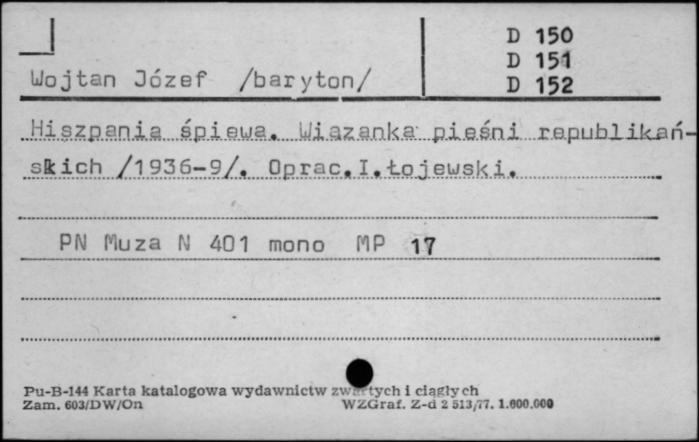 D 150
D 151
Wojtan Józef /baryton/ D 152
Hiszpania śpiewa. Wiązanka pieśni republikań-
skich /1936-9/. Oprac.I.Łojewski.
PN Muza N 401 mono MP 17
Pu-B-144 Karta katalogowa wydawnictw zwartych i ciągłych
Zam. 603/DW/On WZGraf. Z-d 2 513/77. 1.000.000